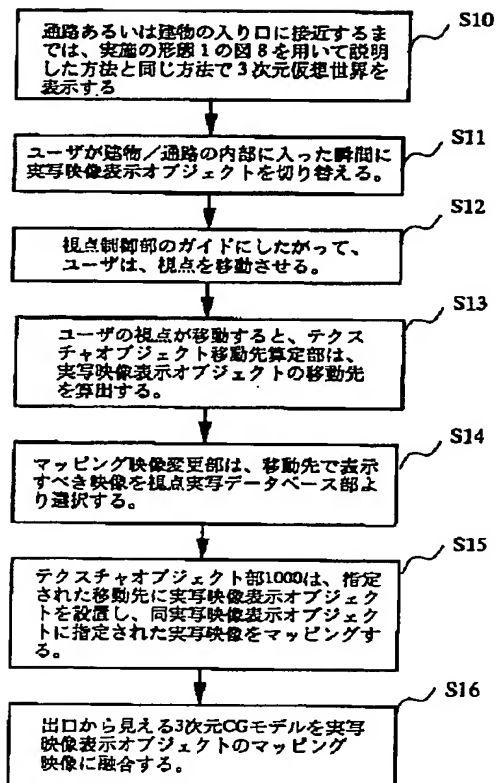 S10
通路あるいは建物の入り口に接近するま
では、実施の形態1の図8を用いて説明
した方法と同じ方法で3次元仮想世界を
表示する
S11
ユーザが建物/通路の内部に入った瞬間に
実写映像表示オブジェクトを切り替える。
S12
視点制御部のガイドにしたがって、
ユーザは、視点を移動させる。
S13
ユーザの視点が移動すると、テクス
チャオブジェクト移動先算定部は、
実写映像表示オブジェクトの移動先
を算出する。
S14
マッピング映像変更部は、移動先で表示
すべき映像を視点実写データベース部よ
り選択する。
S15
テクスチャオブジェクト部1000は、指定
された移動先に実写映像表示オブジェク
トを設置し、同実写映像表示オブジェク
トに指定された実写映像をマッピングす
る。
S16
出口から見える3次元CGモデルを実写
映像表示オブジェクトのマッピング
映像に融合する。